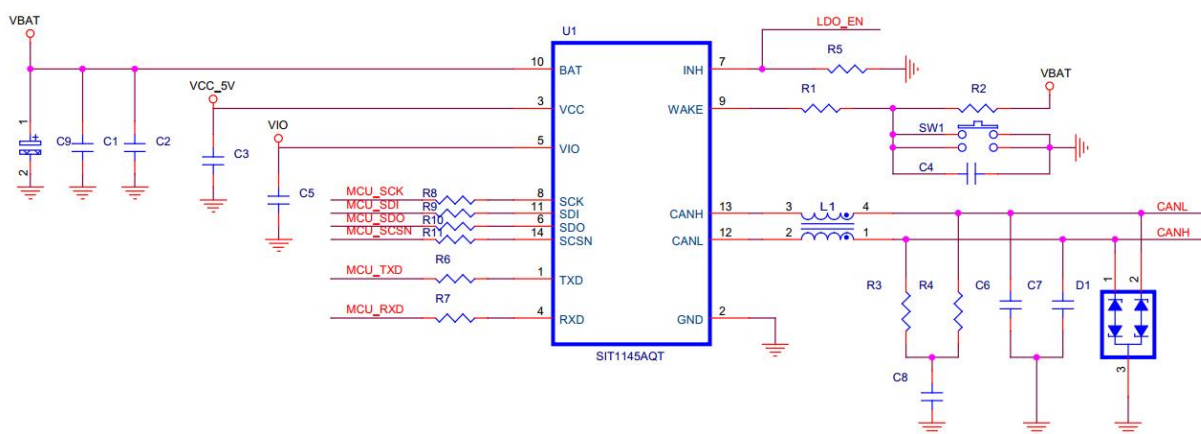 VBAT
U1
LDO_EN
R5
10 BAT
INH 7
VBAT
VCC_5V
R1
R2
3 VCC
WAKE 9
SW1
1
+
C9
C1
C2
VIO
C3
5 VIO
2
C4
C5
MCU_SCK R8 8 SCK
MCU_SDI R9 11 SDI
MCU_SDO R10 6 SDO
MCU_SCSN R11 14 SCSN
CANH 13 3 L1 4 CANL
CANL 12 2 1 CANH
MCU_TXD R6 1 TXD
R3
R4
C6
C7
D1
1
2
MCU_RXD R7 4 RXD
GND 2
SIT1145AQT
C8
3